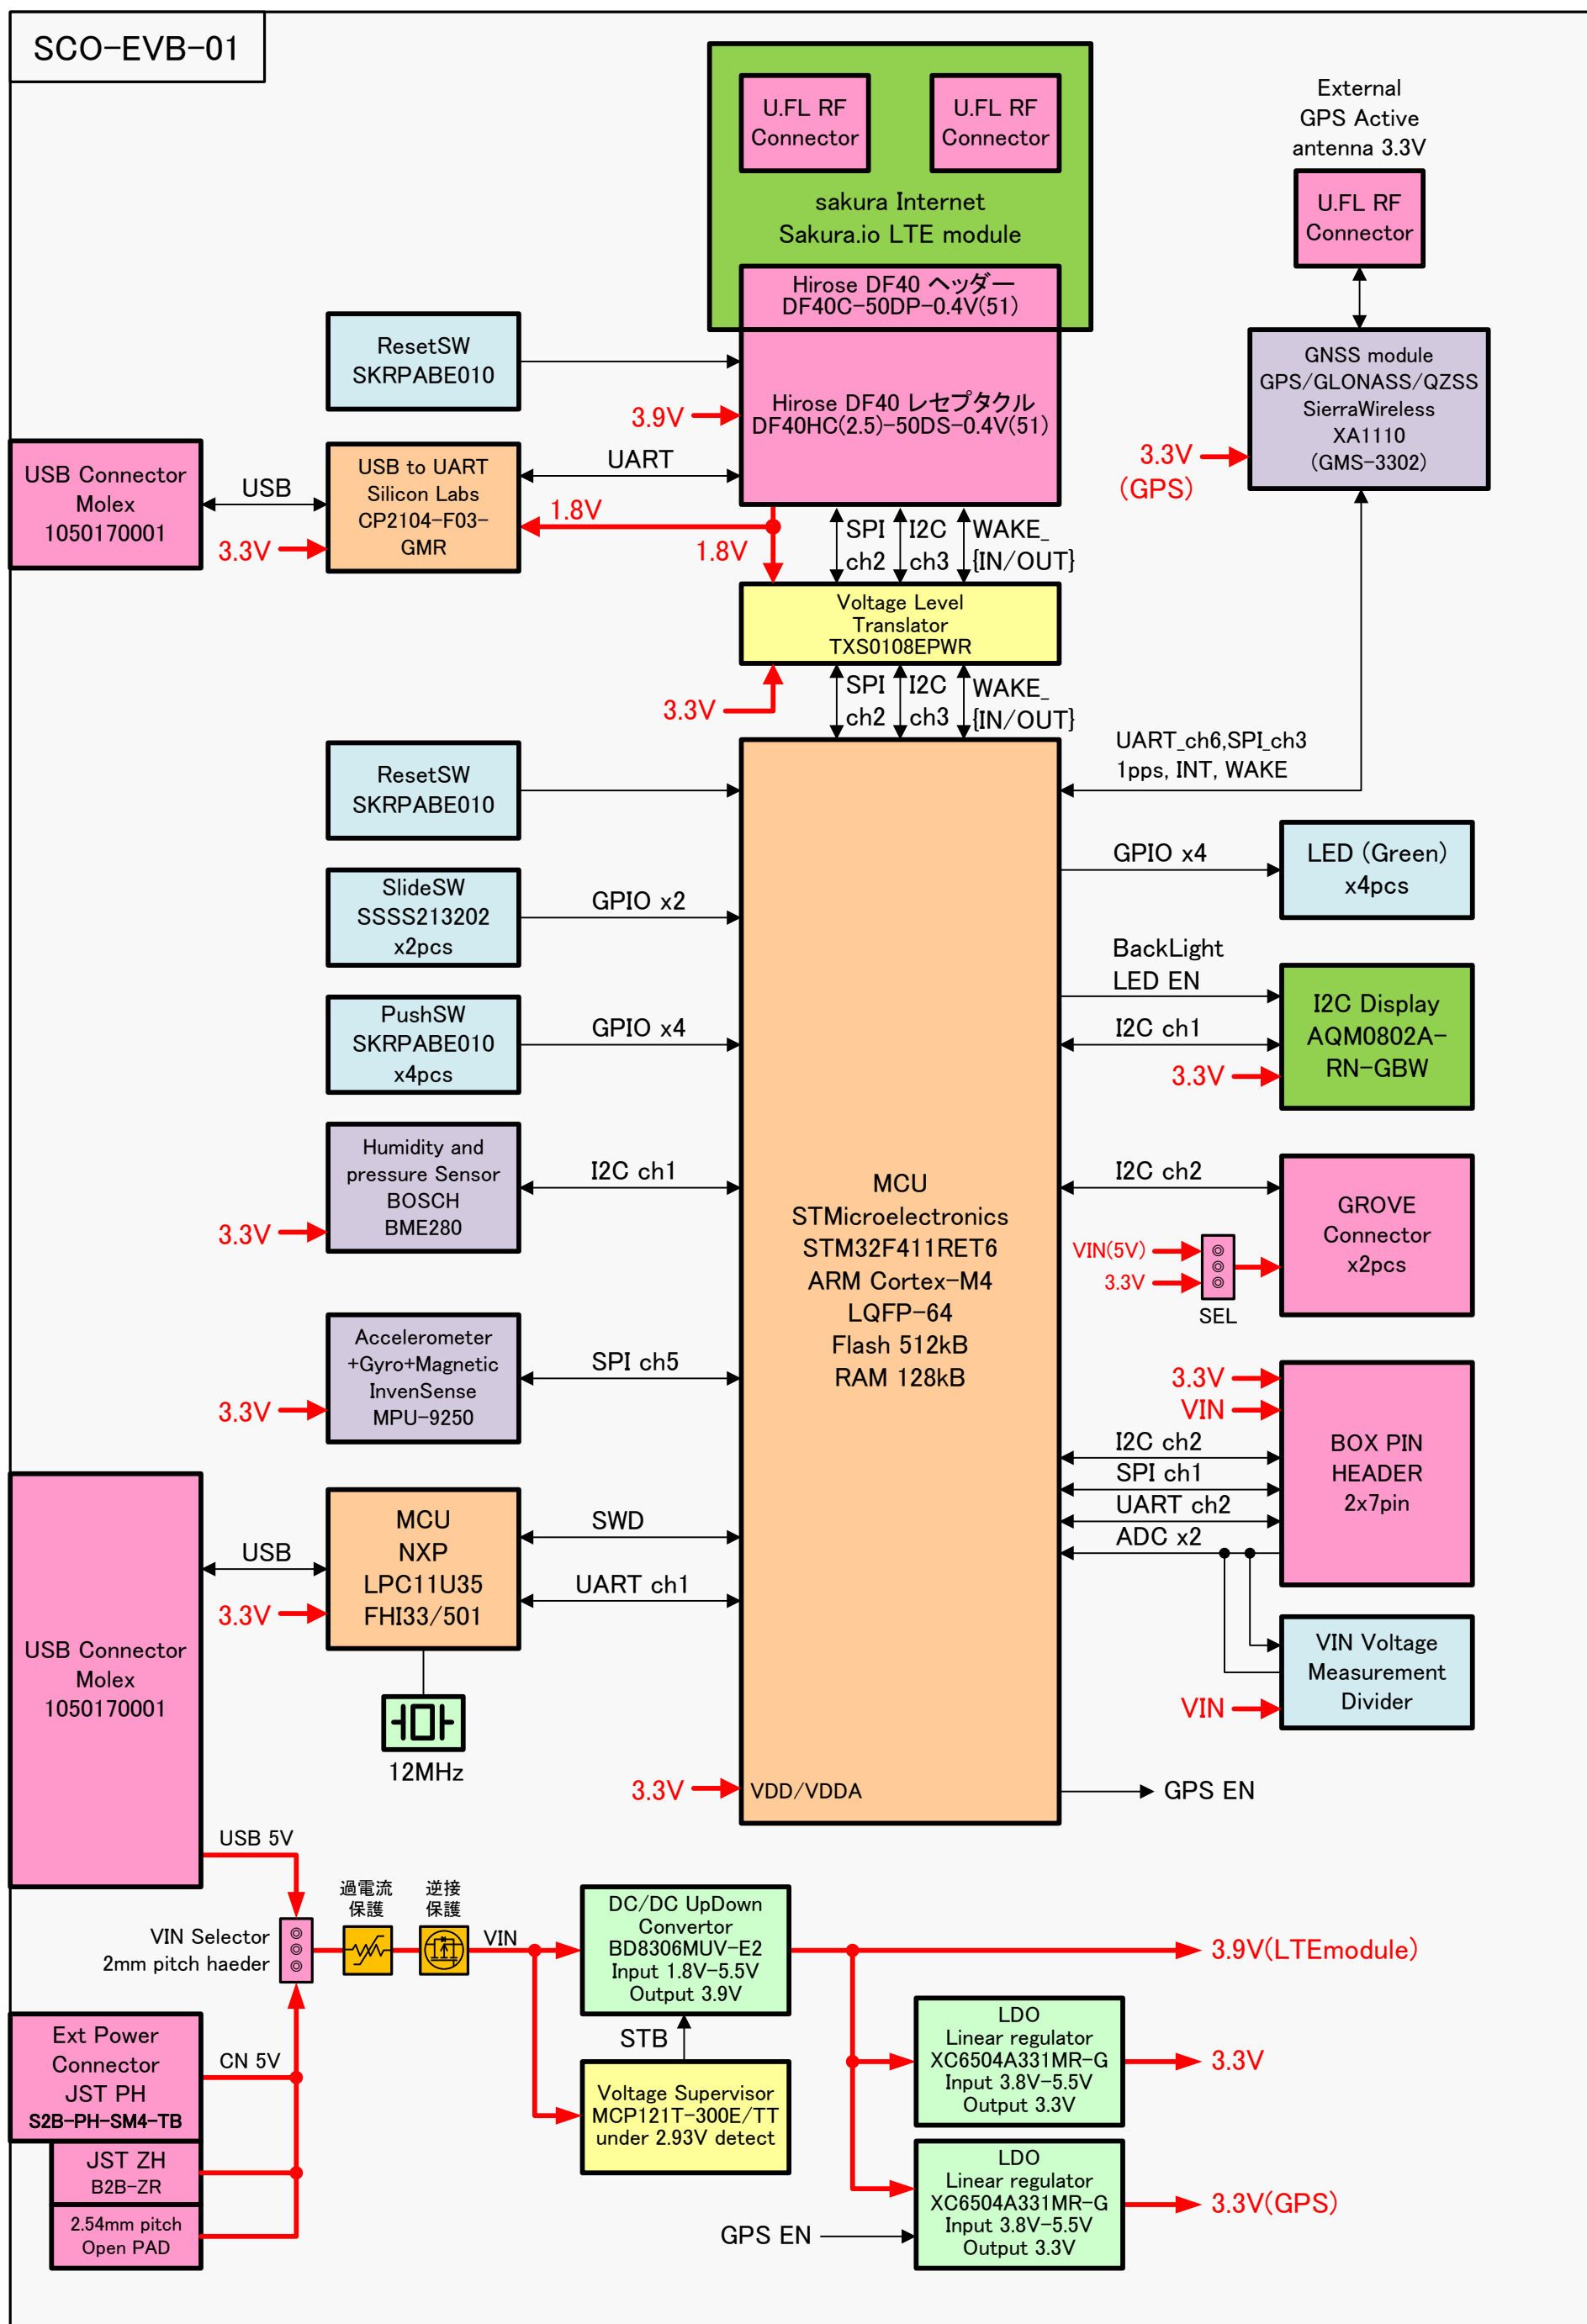 SCO-EVB-01
U.FL RF
Connector
U.FL RF
Connector
sakura Internet
Sakura.io LTE module
Hirose DF40 ヘッダー
DF40C-50DP-0.4V(51)
Hirose DF40 レセプタクル
DF40HC(2.5)-50DS-0.4V(51)
External
GPS Active
antenna 3.3V
U.FL RF
Connector
GNSS module
GPS/GLONASS/QZSS
SierraWireless
XA1110
(GMS-3302)
3.3V
(GPS)
ResetSW
SKRPABE010
3.9V
USB Connector
Molex
1050170001
USB
3.3V
USB to UART
Silicon Labs
CP2104-F03-
GMR
UART
1.8V
1.8V
SPI
ch2
I2C
ch3
WAKE_
{IN/OUT}
Voltage Level
Translator
TXS0108EPWR
3.3V
SPI
ch2
I2C
ch3
WAKE_
{IN/OUT}
UART_ch6,SPI_ch3
1pps, INT, WAKE
ResetSW
SKRPABE010
SlideSW
SSSS213202
x2pcs
GPIO x2
PushSW
SKRPABE010
x4pcs
GPIO x4
Humidity and
pressure Sensor
BOSCH
BME280
3.3V
I2C ch1
Accelerometer
+Gyro+Magnetic
InvenSense
MPU-9250
3.3V
SPI ch5
MCU
STMicroelectronics
STM32F411RET6
ARM Cortex-M4
LQFP-64
Flash 512kB
RAM 128kB
3.3V
VDD/VDDA
GPIO x4
LED (Green)
x4pcs
BackLight
LED EN
I2C ch1
3.3V
I2C Display
AQM0802A-
RN-GBW
I2C ch2
GROVE
Connector
x2pcs
VIN(5V)
3.3V
SEL
3.3V
VIN
I2C ch2
SPI ch1
UART ch2
ADC x2
BOX PIN
HEADER
2x7pin
VIN Voltage
Measurement
Divider
VIN
GPS EN
USB Connector
Molex
1050170001
USB
3.3V
MCU
NXP
LPC11U35
FHI33/501
SWD
UART ch1
12MHz
USB 5V
VIN Selector
2mm pitch haeder
過電流
保護
逆接
保護
VIN
DC/DC UpDown
Convertor
BD8306MUV-E2
Input 1.8V-5.5V
Output 3.9V
STB
Voltage Supervisor
MCP121T-300E/TT
under 2.93V detect
3.9V(LTEmodule)
LDO
Linear regulator
XC6504A331MR-G
Input 3.8V-5.5V
Output 3.3V
3.3V
LDO
Linear regulator
XC6504A331MR-G
Input 3.8V-5.5V
Output 3.3V
3.3V(GPS)
GPS EN
Ext Power
Connector
JST PH
S2B-PH-SM4-TB
CN 5V
JST ZH
B2B-ZR
2.54mm pitch
Open PAD